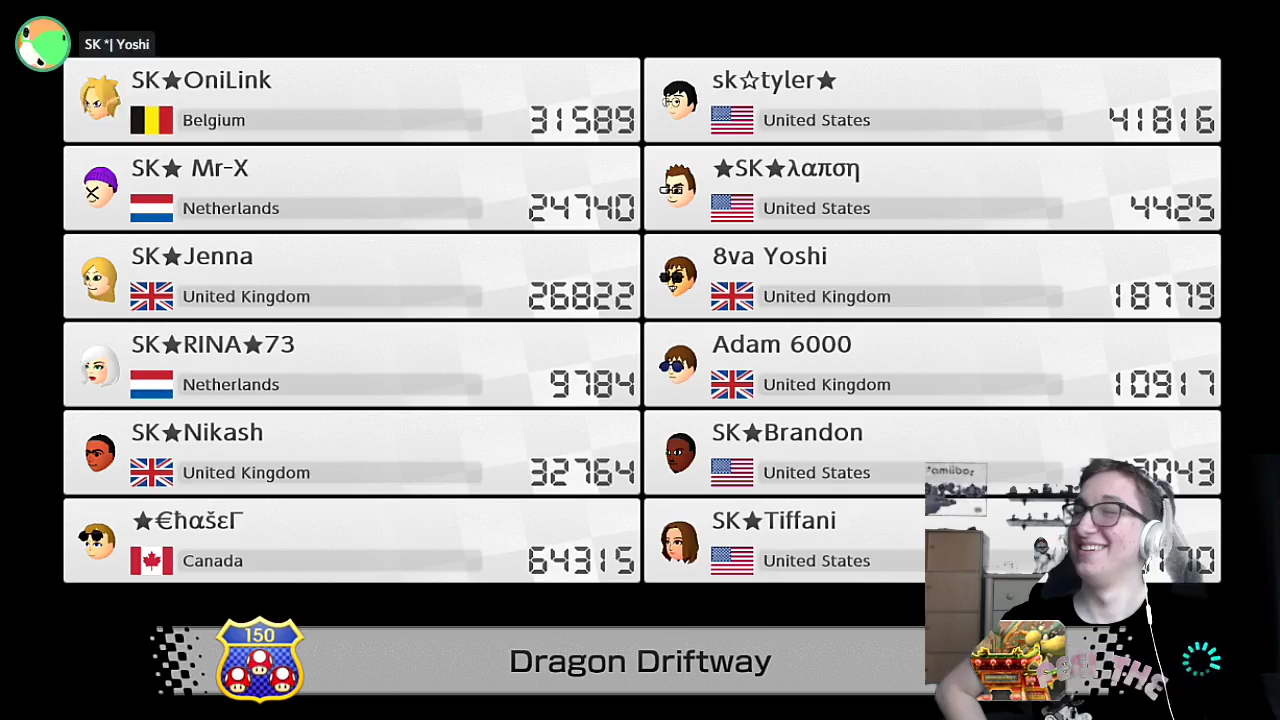 SK *| Yoshi
SK★OniLink
Belgium
31589
sk☆tyler★
United States
41816
SK★ Mr-X
Netherlands
24740
★SK★λαπση
United States
4425
SK★Jenna
United Kingdom
26822
8va Yoshi
United Kingdom
18779
SK★RINA★73
Netherlands
9784
Adam 6000
United Kingdom
10917
SK★Nikash
United Kingdom
32764
SK★Brandon
United States
★€ħαšεΓ
Canada
64315
SK★Tiffani
United States
150
Dragon Driftway
THE